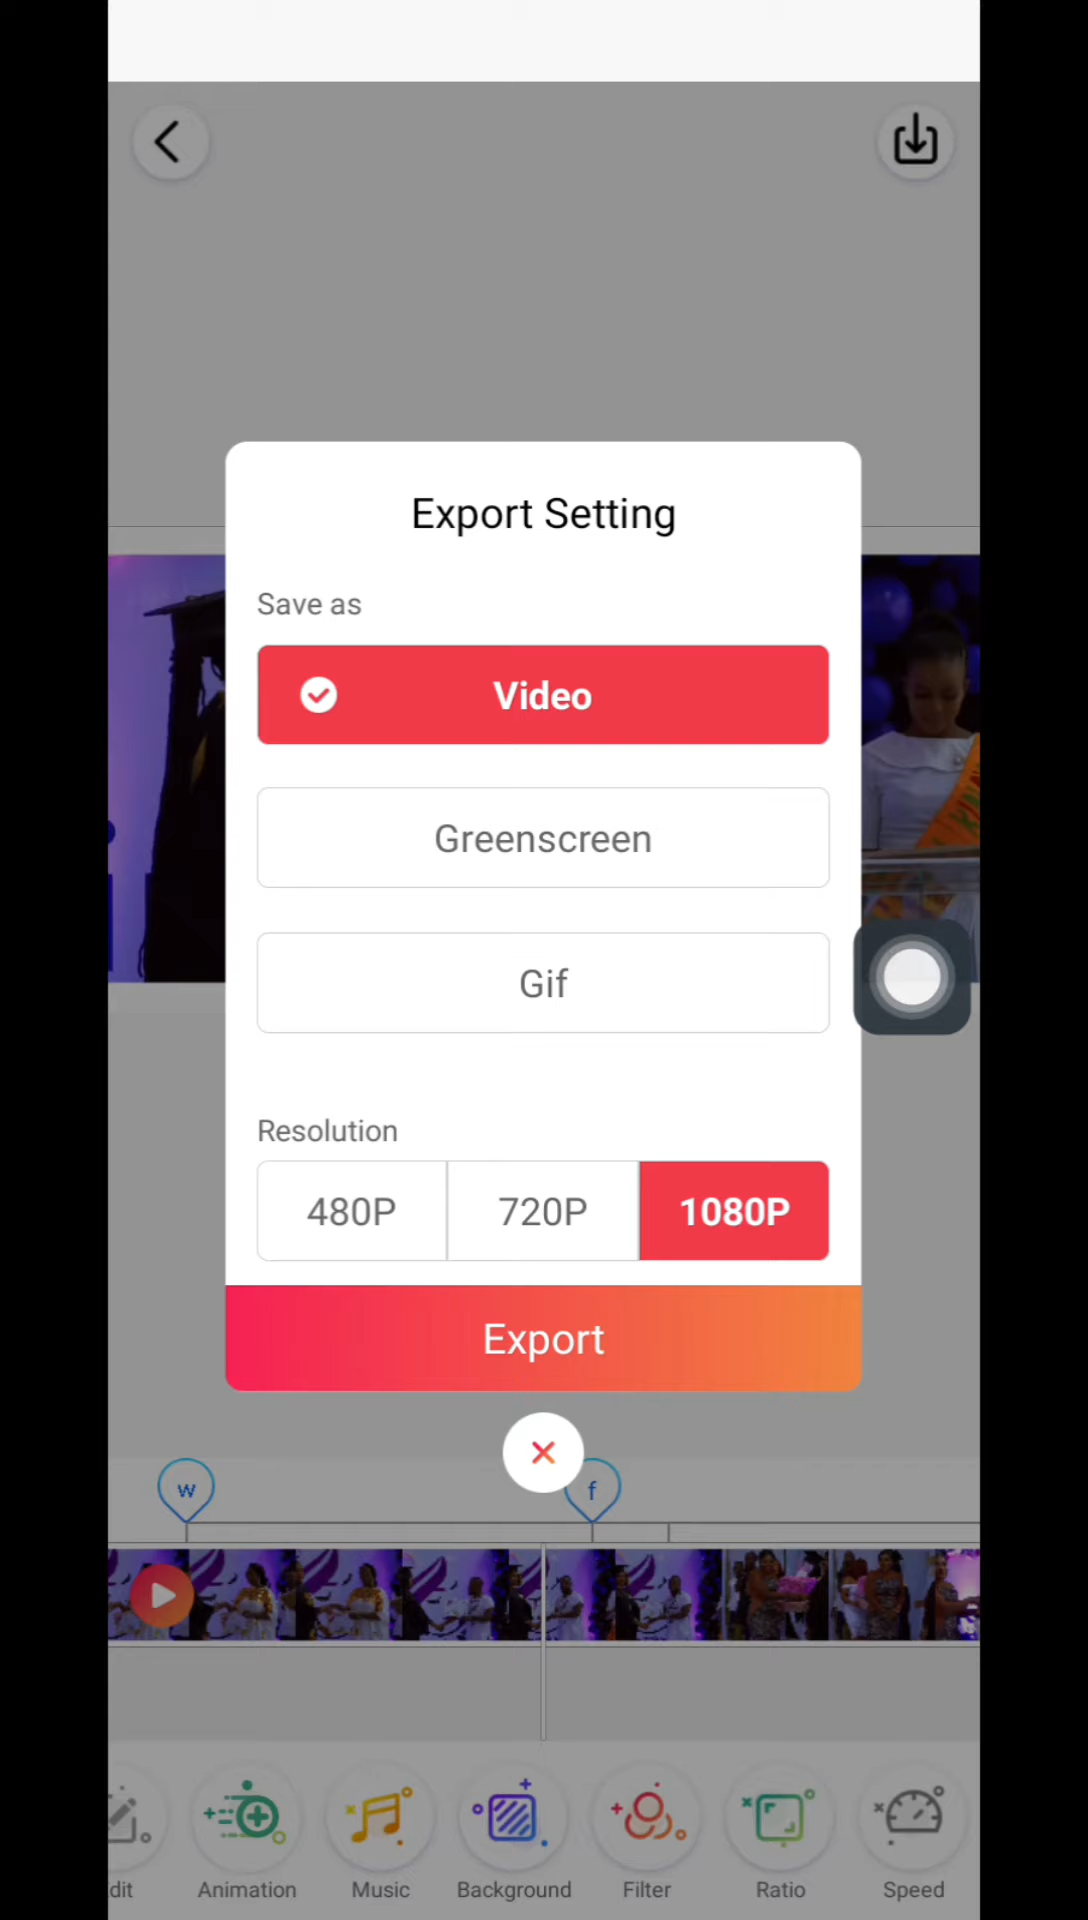 Export Setting
Save as
Video
Greenscreen
Gif
Resolution
480P 720P 1080P
Export
w f
dit Animation Music Background Filter Ratio Speed